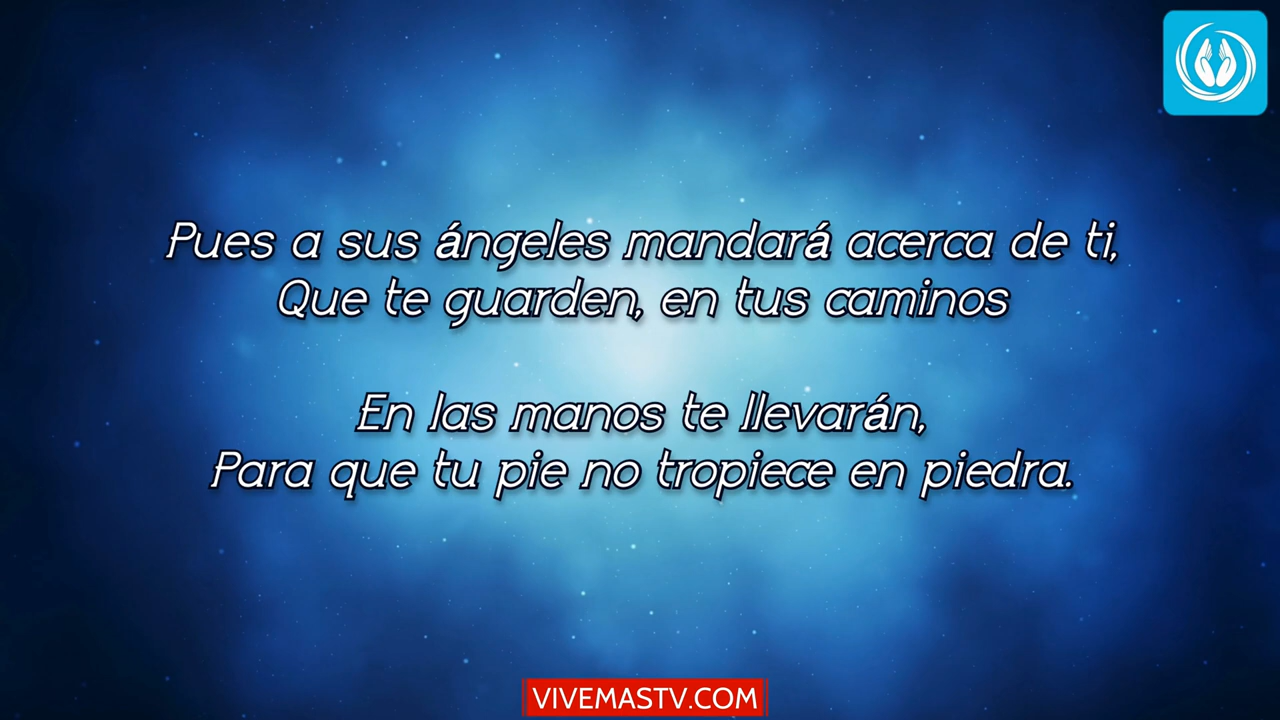 Pues a sus ángeles mandará acerca de ti,
Que te guarden, en tus caminos
En las manos te llevarán,
Para que tu pie no tropiece en piedra.
VIVEMASTV.COM